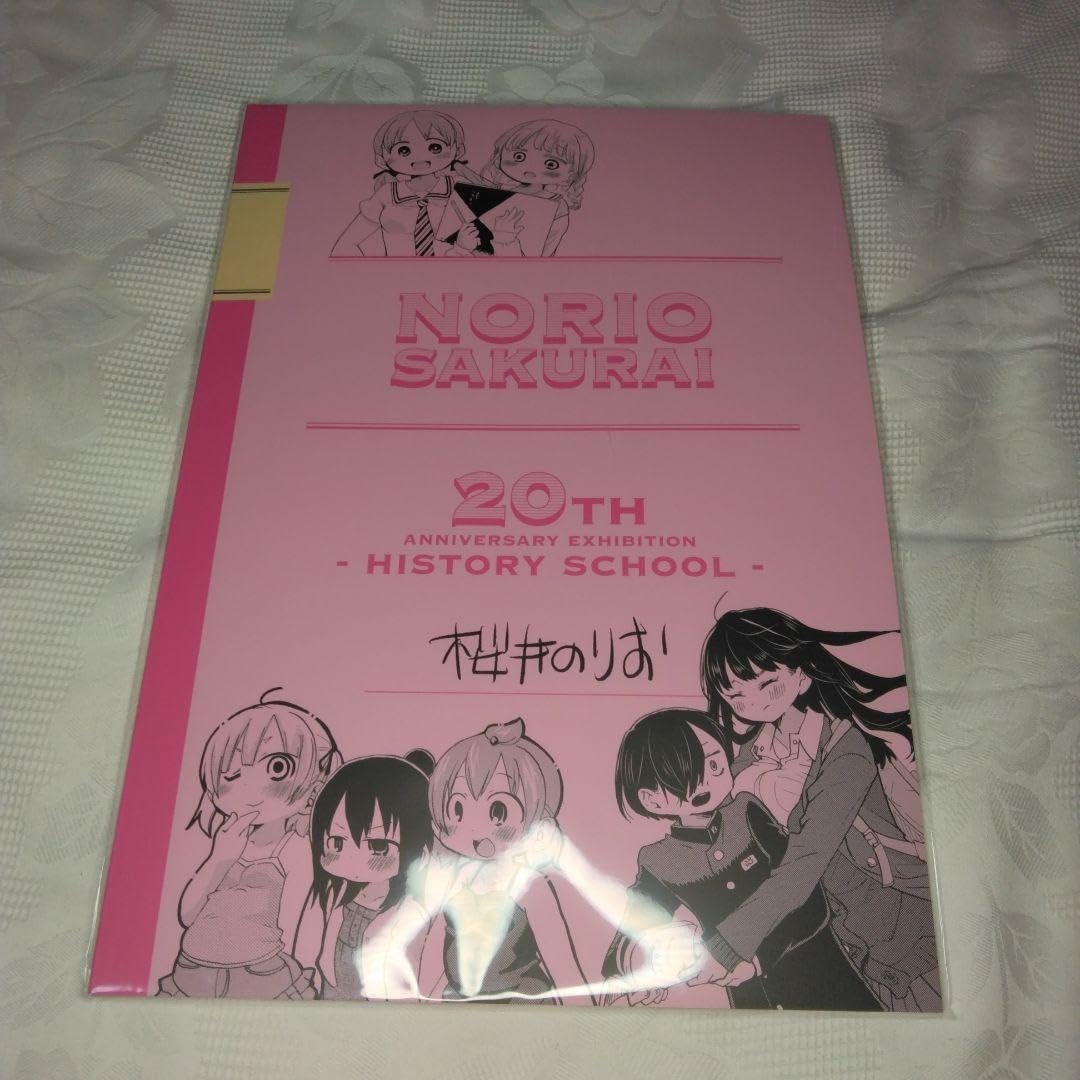 NORIO
SAKURAI
20TH
ANNIVERSARY EXHIBITION
- HISTORY SCHOOL -
桜井のりお